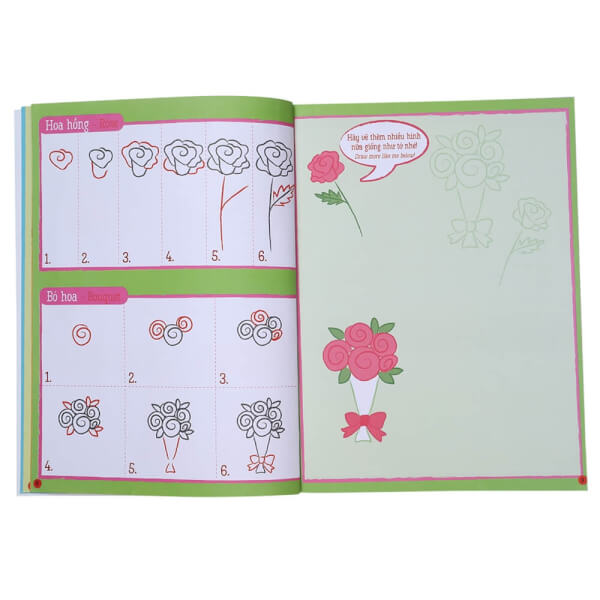 Hoa hồng - Rose
1. 2. 3. 4. 5. 6.
Bó hoa - Bouquet
1. 2. 3.
4. 5. 6.
Hãy vẽ thêm nhiều hình
nữa giống như tớ nhé!
Draw more like me below!